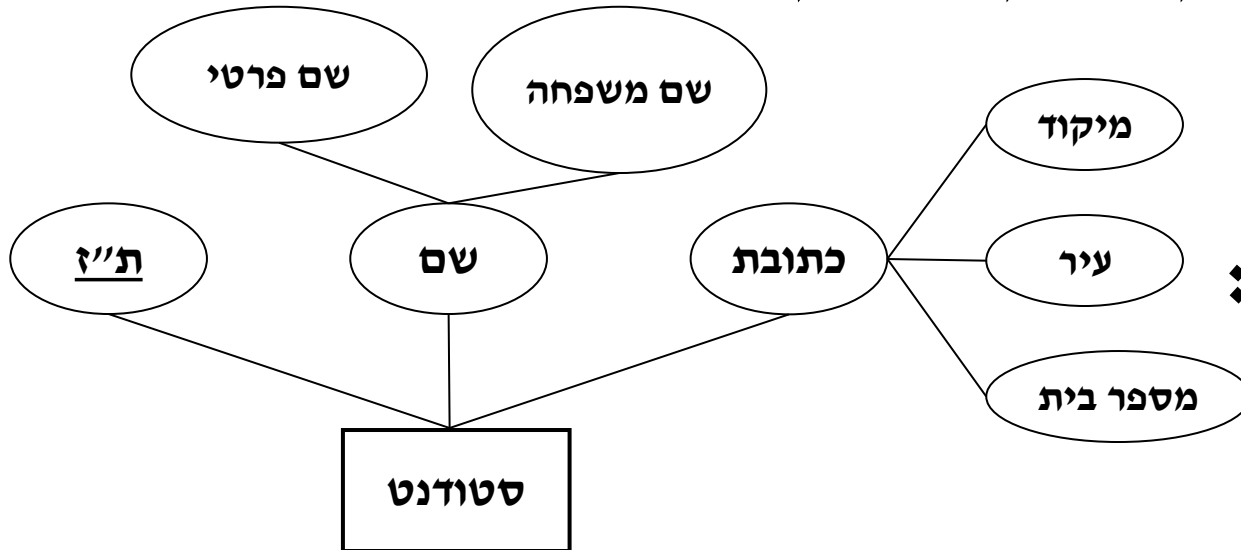 שם פרטי
שם משפחה
מיקוד
ת״ז
שם
כתובת
עיר
מספר בית
סטודנט